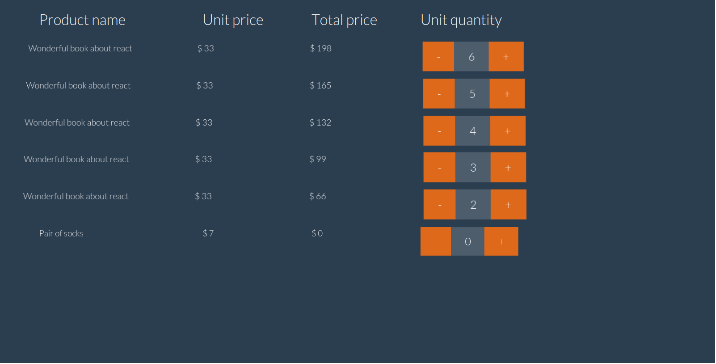 Product name Unit price Total price Unit quantity
Wonderful book about react $ 33 $ 198 - 6 +
Wonderful book about react $ 33 $ 165 - 5 +
Wonderful book about react $ 33 $ 132 - 4 +
Wonderful book about react $ 33 $ 99 - 3 +
Wonderful book about react $ 33 $ 66 - 2 +
Pair of socks $ 7 $ 0 0 +